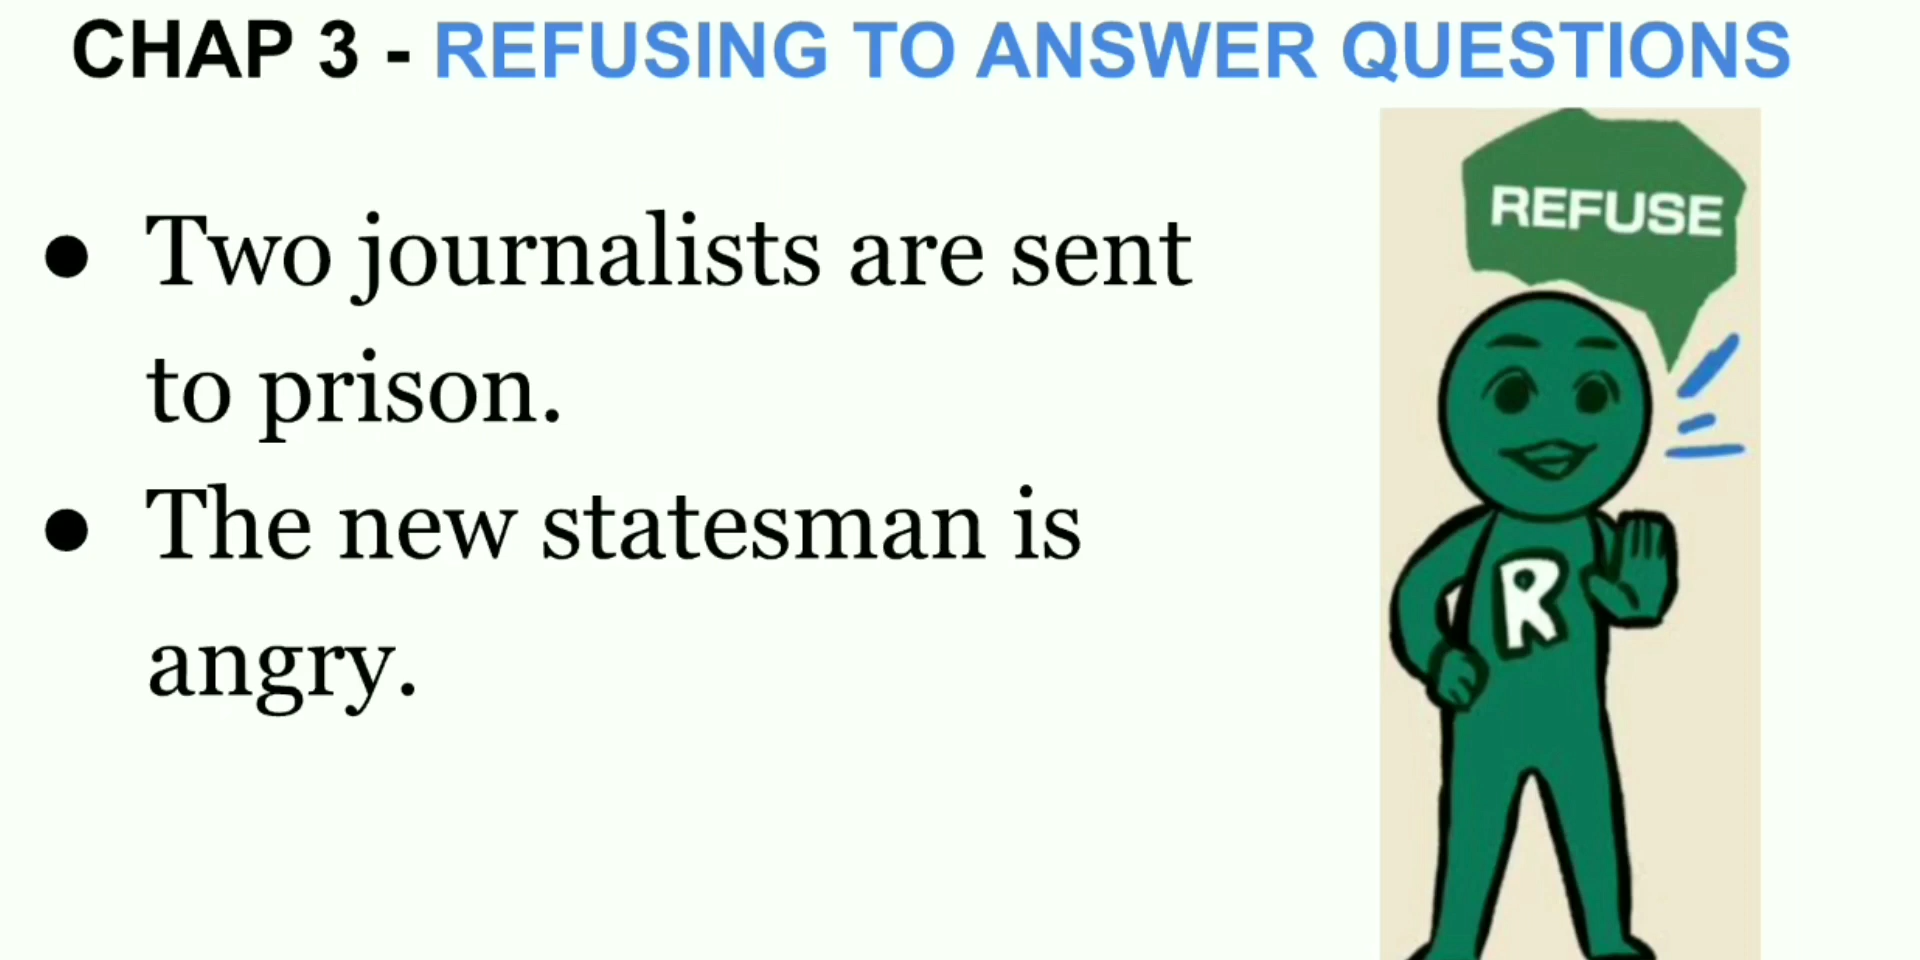 CHAP 3 - REFUSING TO ANSWER QUESTIONS
● Two journalists are sent
to prison.
● The new statesman is
angry.
REFUSE
R